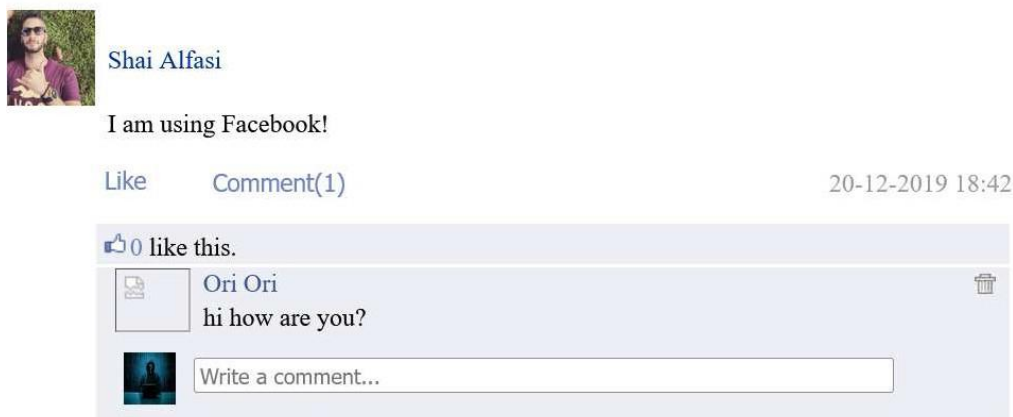 Shai Alfasi
I am using Facebook!
Like Comment(1) 20-12-2019 18:42
0 like this.
Ori Ori
hi how are you?
Write a comment...